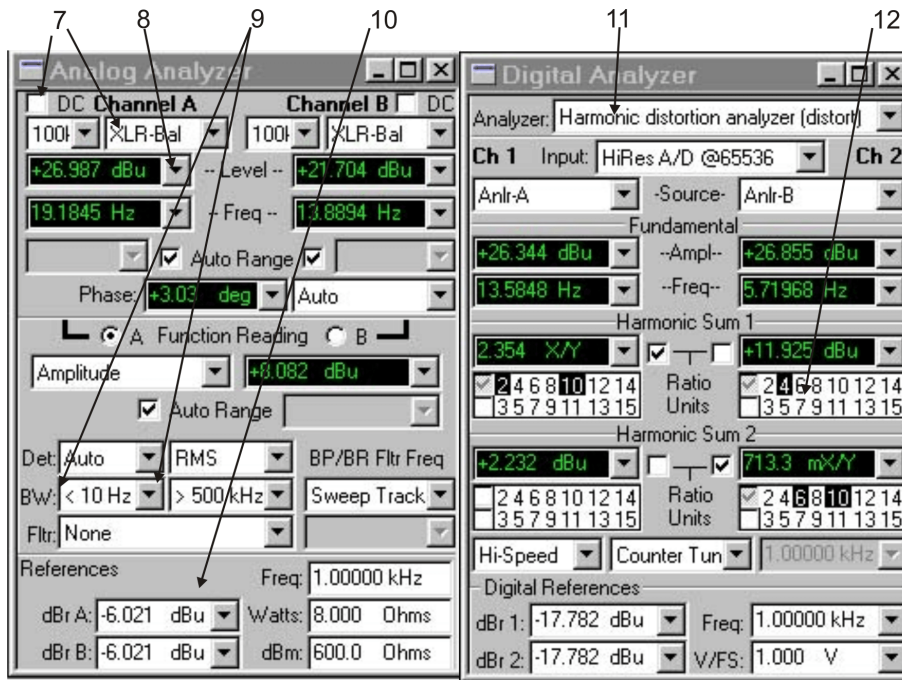 7 8 9 10 11 12
Analog Analyzer
DC Channel A Channel B DC
XLR-Bal XLR-Bal
+26.987 dBu -- Level -- +21.704 dBu
19.1845 Hz -- Freq -- 13.8894 Hz
Auto Range
Phase: +3.03 deg Auto
A Function Reading B
Amplitude +8.082 dBu
Auto Range
Det: Auto RMS BP/BR Fltr Freq
BW: < 10 Hz > 500 kHz Sweep Track
Fltr: None
References Freq: 1.00000 kHz
dBr A: -6.021 dBu Watts: 8.000 Ohms
dBr B: -6.021 dBu dBm: 600.0 Ohms
Digital Analyzer
Analyzer: Harmonic distortion analyzer (distort)
Ch 1 Input: HiRes A/D @65536 Ch 2
Anlr-A -Source- Anlr-B
Fundamental
+26.344 dBu --Ampl-- +26.855 dBu
13.5848 Hz --Freq-- 5.71968 Hz
Harmonic Sum 1
2.354 X/Y +11.925 dBu
2 4 6 8 10 12 14 Ratio 2 4 6 8 10 12 14
3 5 7 9 11 13 15 Units 3 5 7 9 11 13 15
Harmonic Sum 2
+2.232 dBu 713.3 mX/Y
2 4 6 8 10 12 14 Ratio 2 4 6 8 10 12 14
3 5 7 9 11 13 15 Units 3 5 7 9 11 13 15
Hi-Speed Counter Tun 1.00000 kHz
Digital References
dBr 1: -17.782 dBu Freq: 1.00000 kHz
dBr 2: -17.782 dBu V/FS: 1.000 V